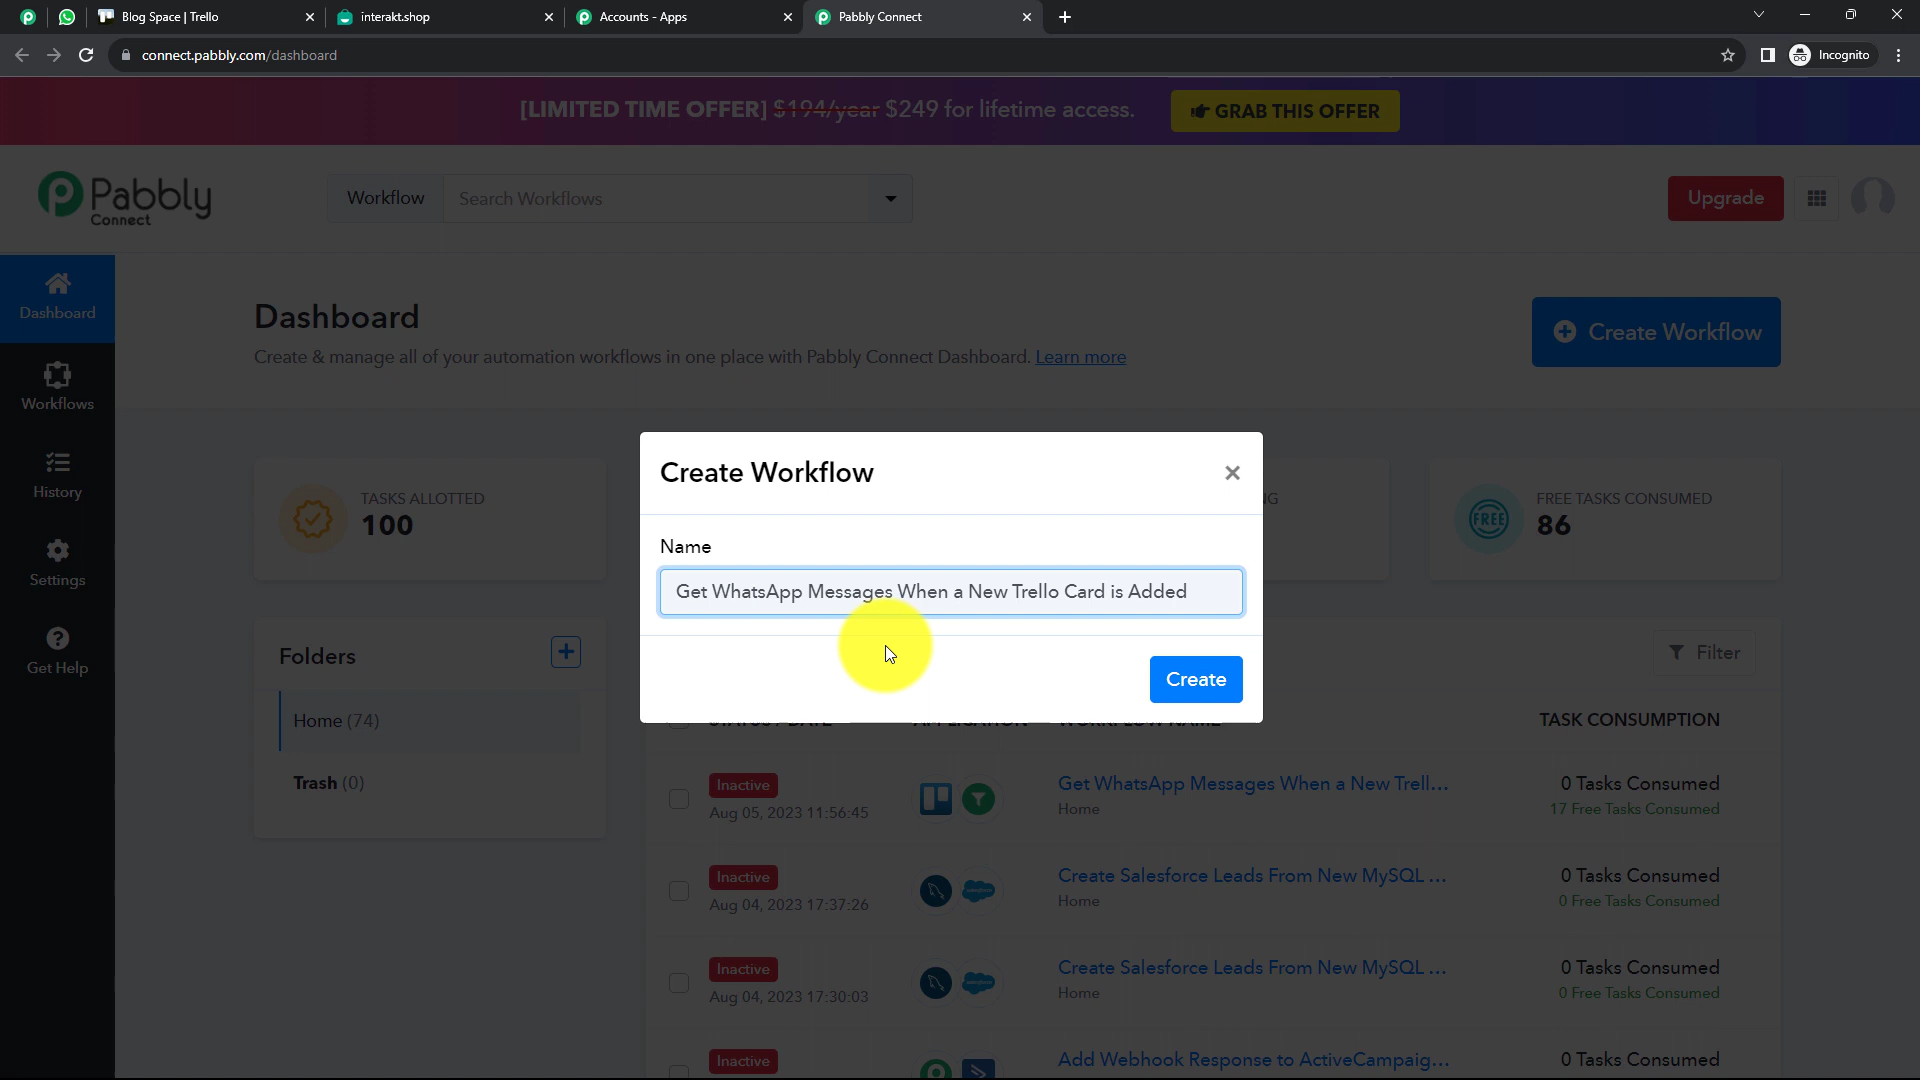 Blog Space | Trello
interakt.shop
Accounts - Apps
Pabbly Connect
connect.pabbly.com/dashboard
Incognito
[LIMITED TIME OFFER] $194/year $249 for lifetime access.
GRAB THIS OFFER
Pabbly
Connect
Workflow
Search Workflows
Upgrade
Dashboard
Workflows
History
Settings
Get Help
Dashboard
Create & manage all of your automation workflows in one place with Pabbly Connect Dashboard. Learn more
Create Workflow
TASKS ALLOTTED
100
FREE
FREE TASKS CONSUMED
86
Create Workflow
Name
Get WhatsApp Messages When a New Trello Card is Added
Create
Folders
Home (74)
Trash (0)
Filter
TASK CONSUMPTION
Inactive
Aug 05, 2023 11:56:45
Get WhatsApp Messages When a New Trell...
Home
0 Tasks Consumed
17 Free Tasks Consumed
Inactive
Aug 04, 2023 17:37:26
Create Salesforce Leads From New MySQL ...
Home
0 Tasks Consumed
0 Free Tasks Consumed
Inactive
Aug 04, 2023 17:30:03
Create Salesforce Leads From New MySQL ...
Home
0 Tasks Consumed
0 Free Tasks Consumed
Inactive
Add Webhook Response to ActiveCampaig...
0 Tasks Consumed